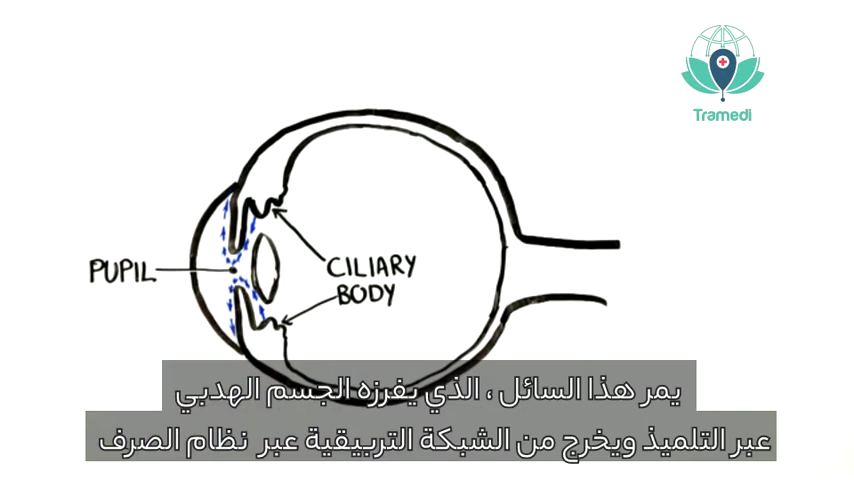 Tramedi
PUPIL
CILIARY
BODY
يمر هذا السائل ، الذي يفرزه الجسم الهدبي
عبر التلميذ ويخرج من الشبكة التربيقية عبر نظام الصرف